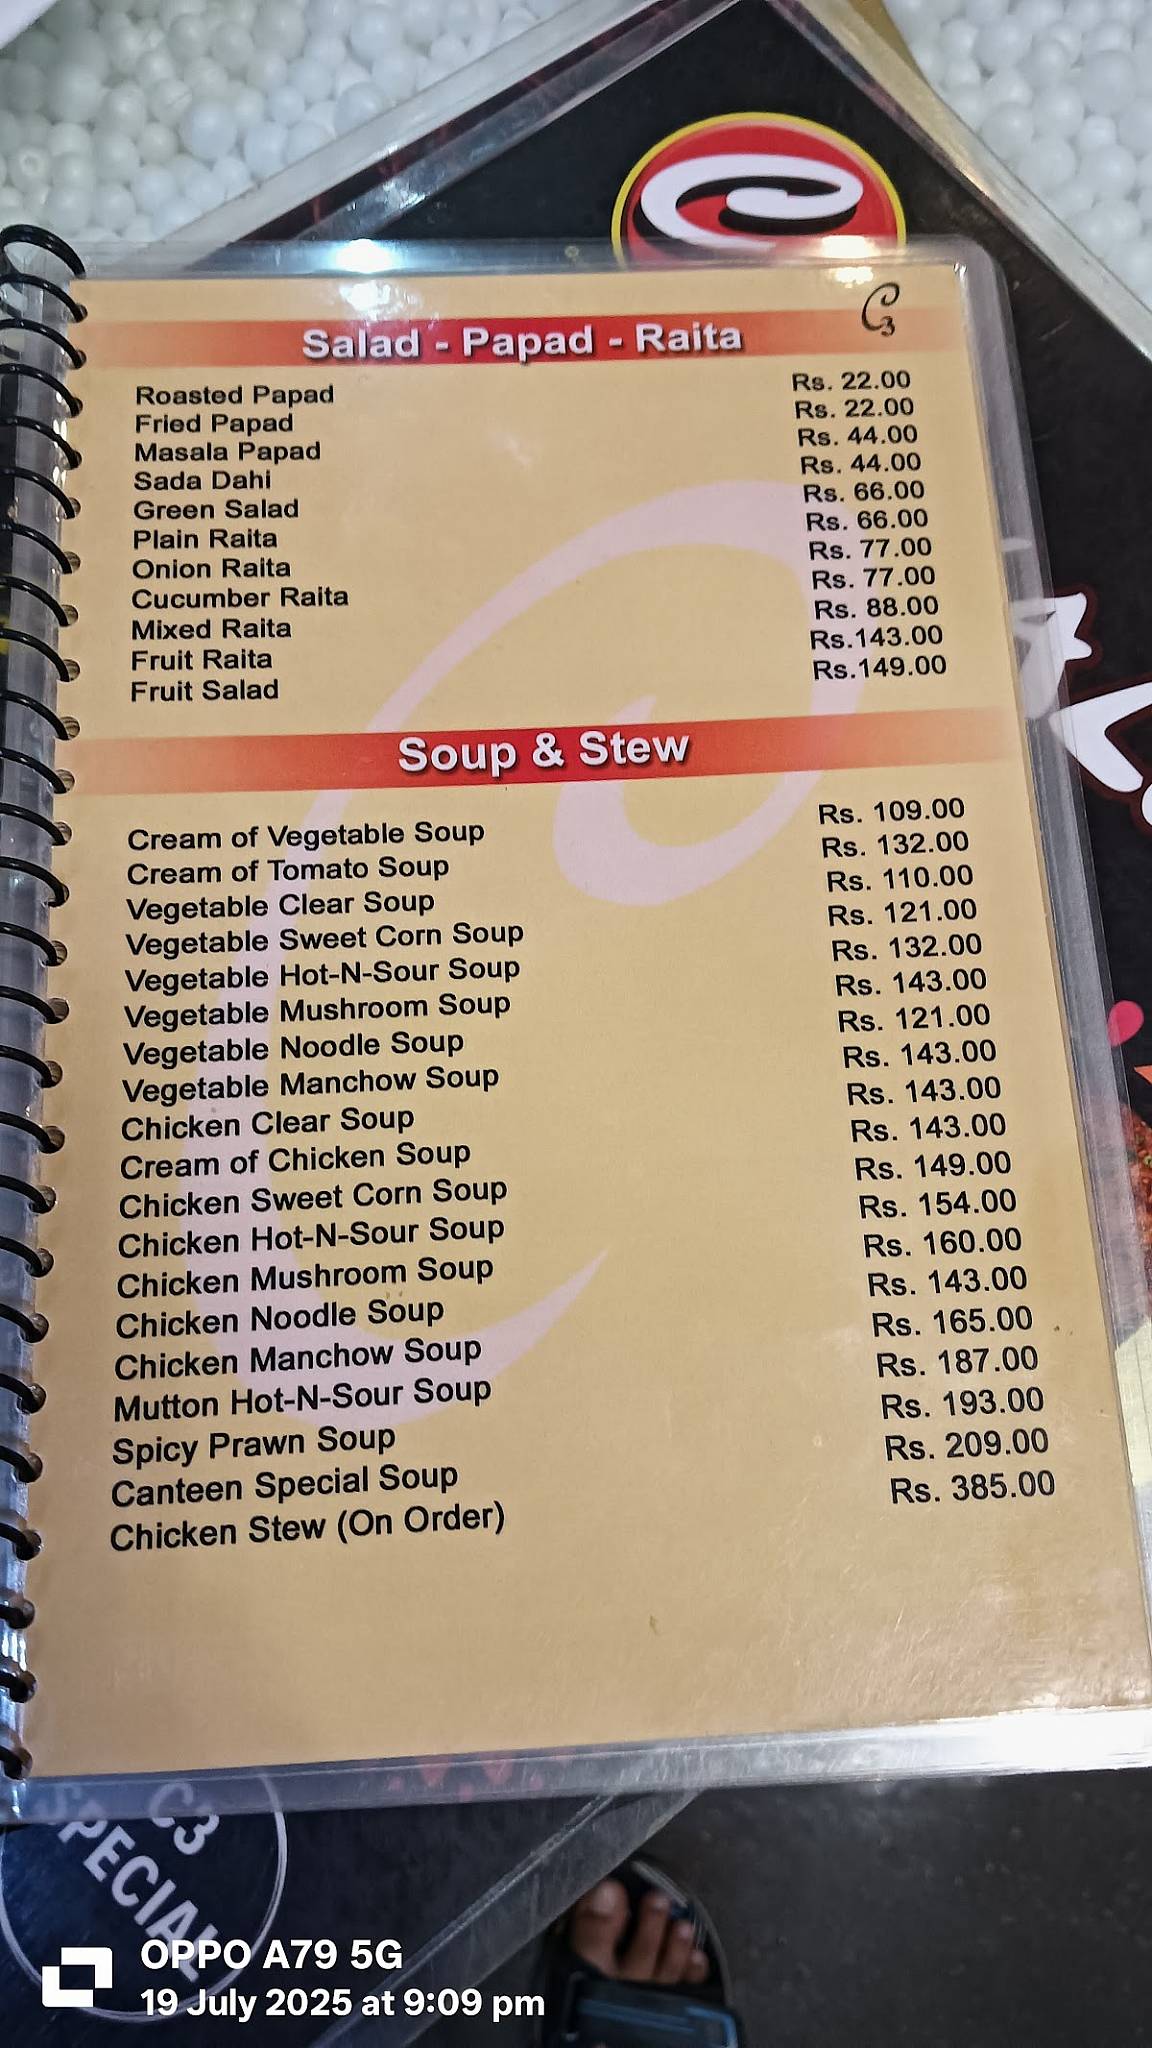 C3
Salad - Papad - Raita
Roasted Papad Rs. 22.00
Fried Papad Rs. 22.00
Masala Papad Rs. 44.00
Sada Dahi Rs. 44.00
Green Salad Rs. 66.00
Plain Raita Rs. 66.00
Onion Raita Rs. 77.00
Cucumber Raita Rs. 77.00
Mixed Raita Rs. 88.00
Fruit Raita Rs.143.00
Fruit Salad Rs.149.00
Soup & Stew
Cream of Vegetable Soup Rs. 109.00
Cream of Tomato Soup Rs. 132.00
Vegetable Clear Soup Rs. 110.00
Vegetable Sweet Corn Soup Rs. 121.00
Vegetable Hot-N-Sour Soup Rs. 132.00
Vegetable Mushroom Soup Rs. 143.00
Vegetable Noodle Soup Rs. 121.00
Vegetable Manchow Soup Rs. 143.00
Chicken Clear Soup Rs. 143.00
Cream of Chicken Soup Rs. 143.00
Chicken Sweet Corn Soup Rs. 149.00
Chicken Hot-N-Sour Soup Rs. 154.00
Chicken Mushroom Soup Rs. 160.00
Chicken Noodle Soup Rs. 143.00
Chicken Manchow Soup Rs. 165.00
Mutton Hot-N-Sour Soup Rs. 187.00
Spicy Prawn Soup Rs. 193.00
Canteen Special Soup Rs. 209.00
Chicken Stew (On Order) Rs. 385.00
C3
SPECIAL
OPPO A79 5G
19 July 2025 at 9:09 pm